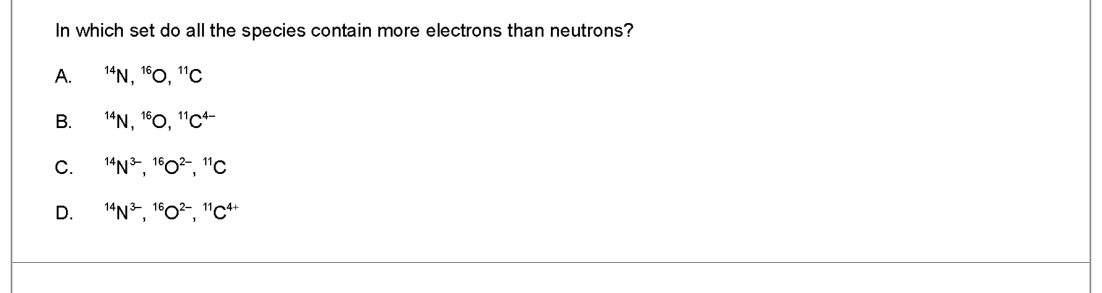 In which set do all the species contain more electrons than neutrons?
A. ¹⁴N, ¹⁶O, ¹¹C
B. ¹⁴N, ¹⁶O, ¹¹C⁴⁻
C. ¹⁴N³⁻, ¹⁶O²⁻, ¹¹C
D. ¹⁴N³⁻, ¹⁶O²⁻, ¹¹C⁴⁺